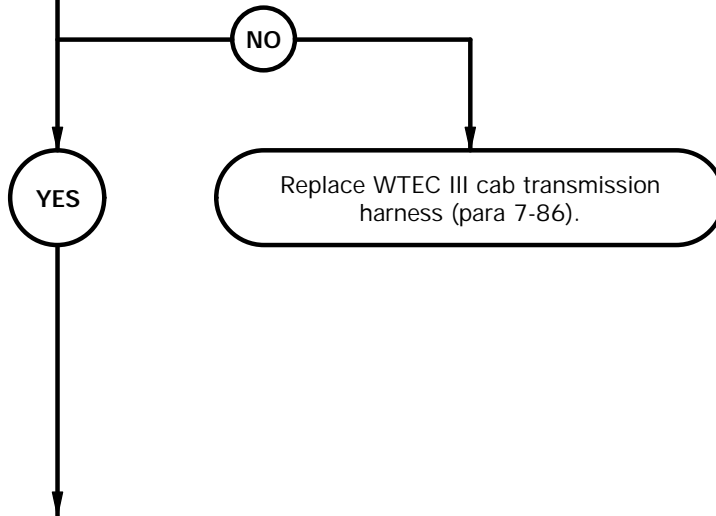 NO
YES
Replace WTEC III cab transmission
harness (para 7-86).